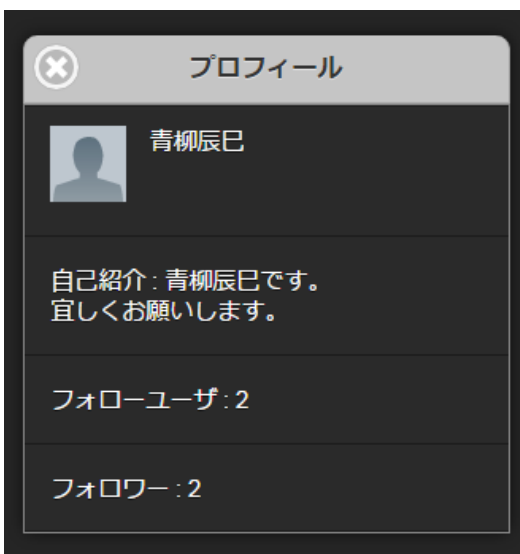 プロフィール
青柳辰巳
自己紹介 : 青柳辰巳です。
宜しくお願いします。
フォローユーザ : 2
フォロワー : 2